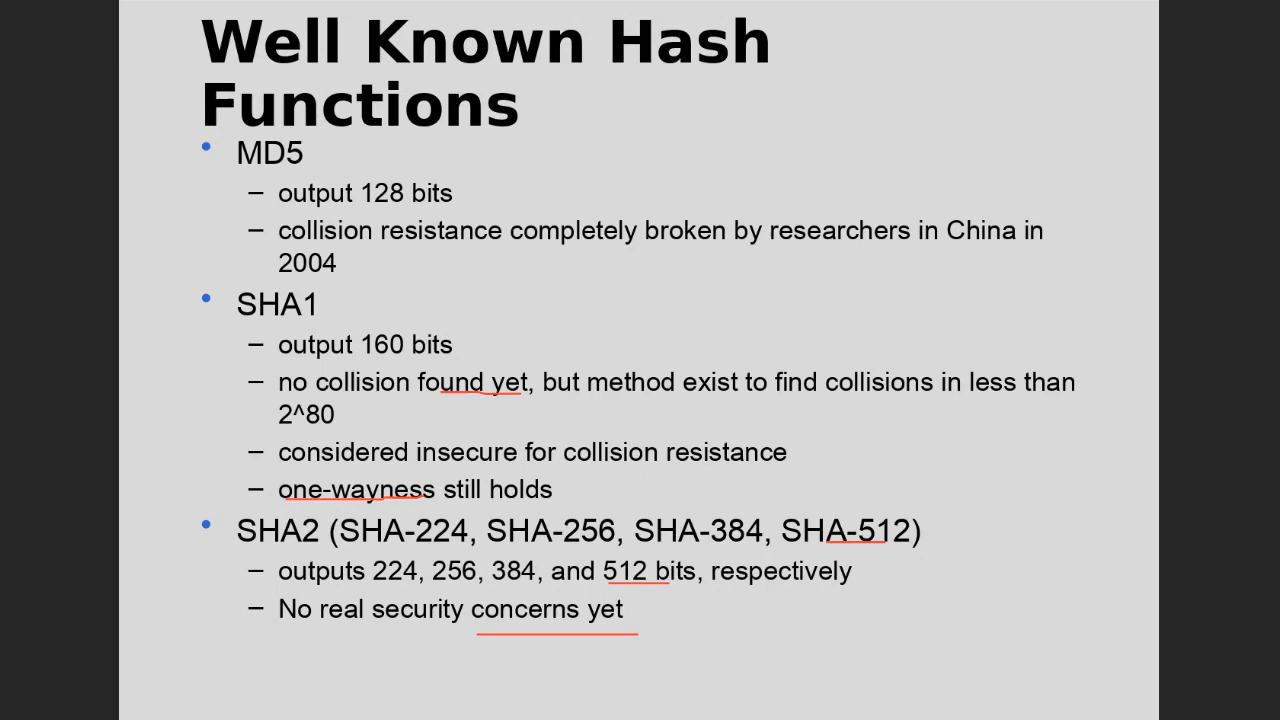 Well Known Hash
Functions
• MD5
– output 128 bits
– collision resistance completely broken by researchers in China in
2004
• SHA1
– output 160 bits
– no collision found yet, but method exist to find collisions in less than
2^80
– considered insecure for collision resistance
– one-wayness still holds
• SHA2 (SHA-224, SHA-256, SHA-384, SHA-512)
– outputs 224, 256, 384, and 512 bits, respectively
– No real security concerns yet